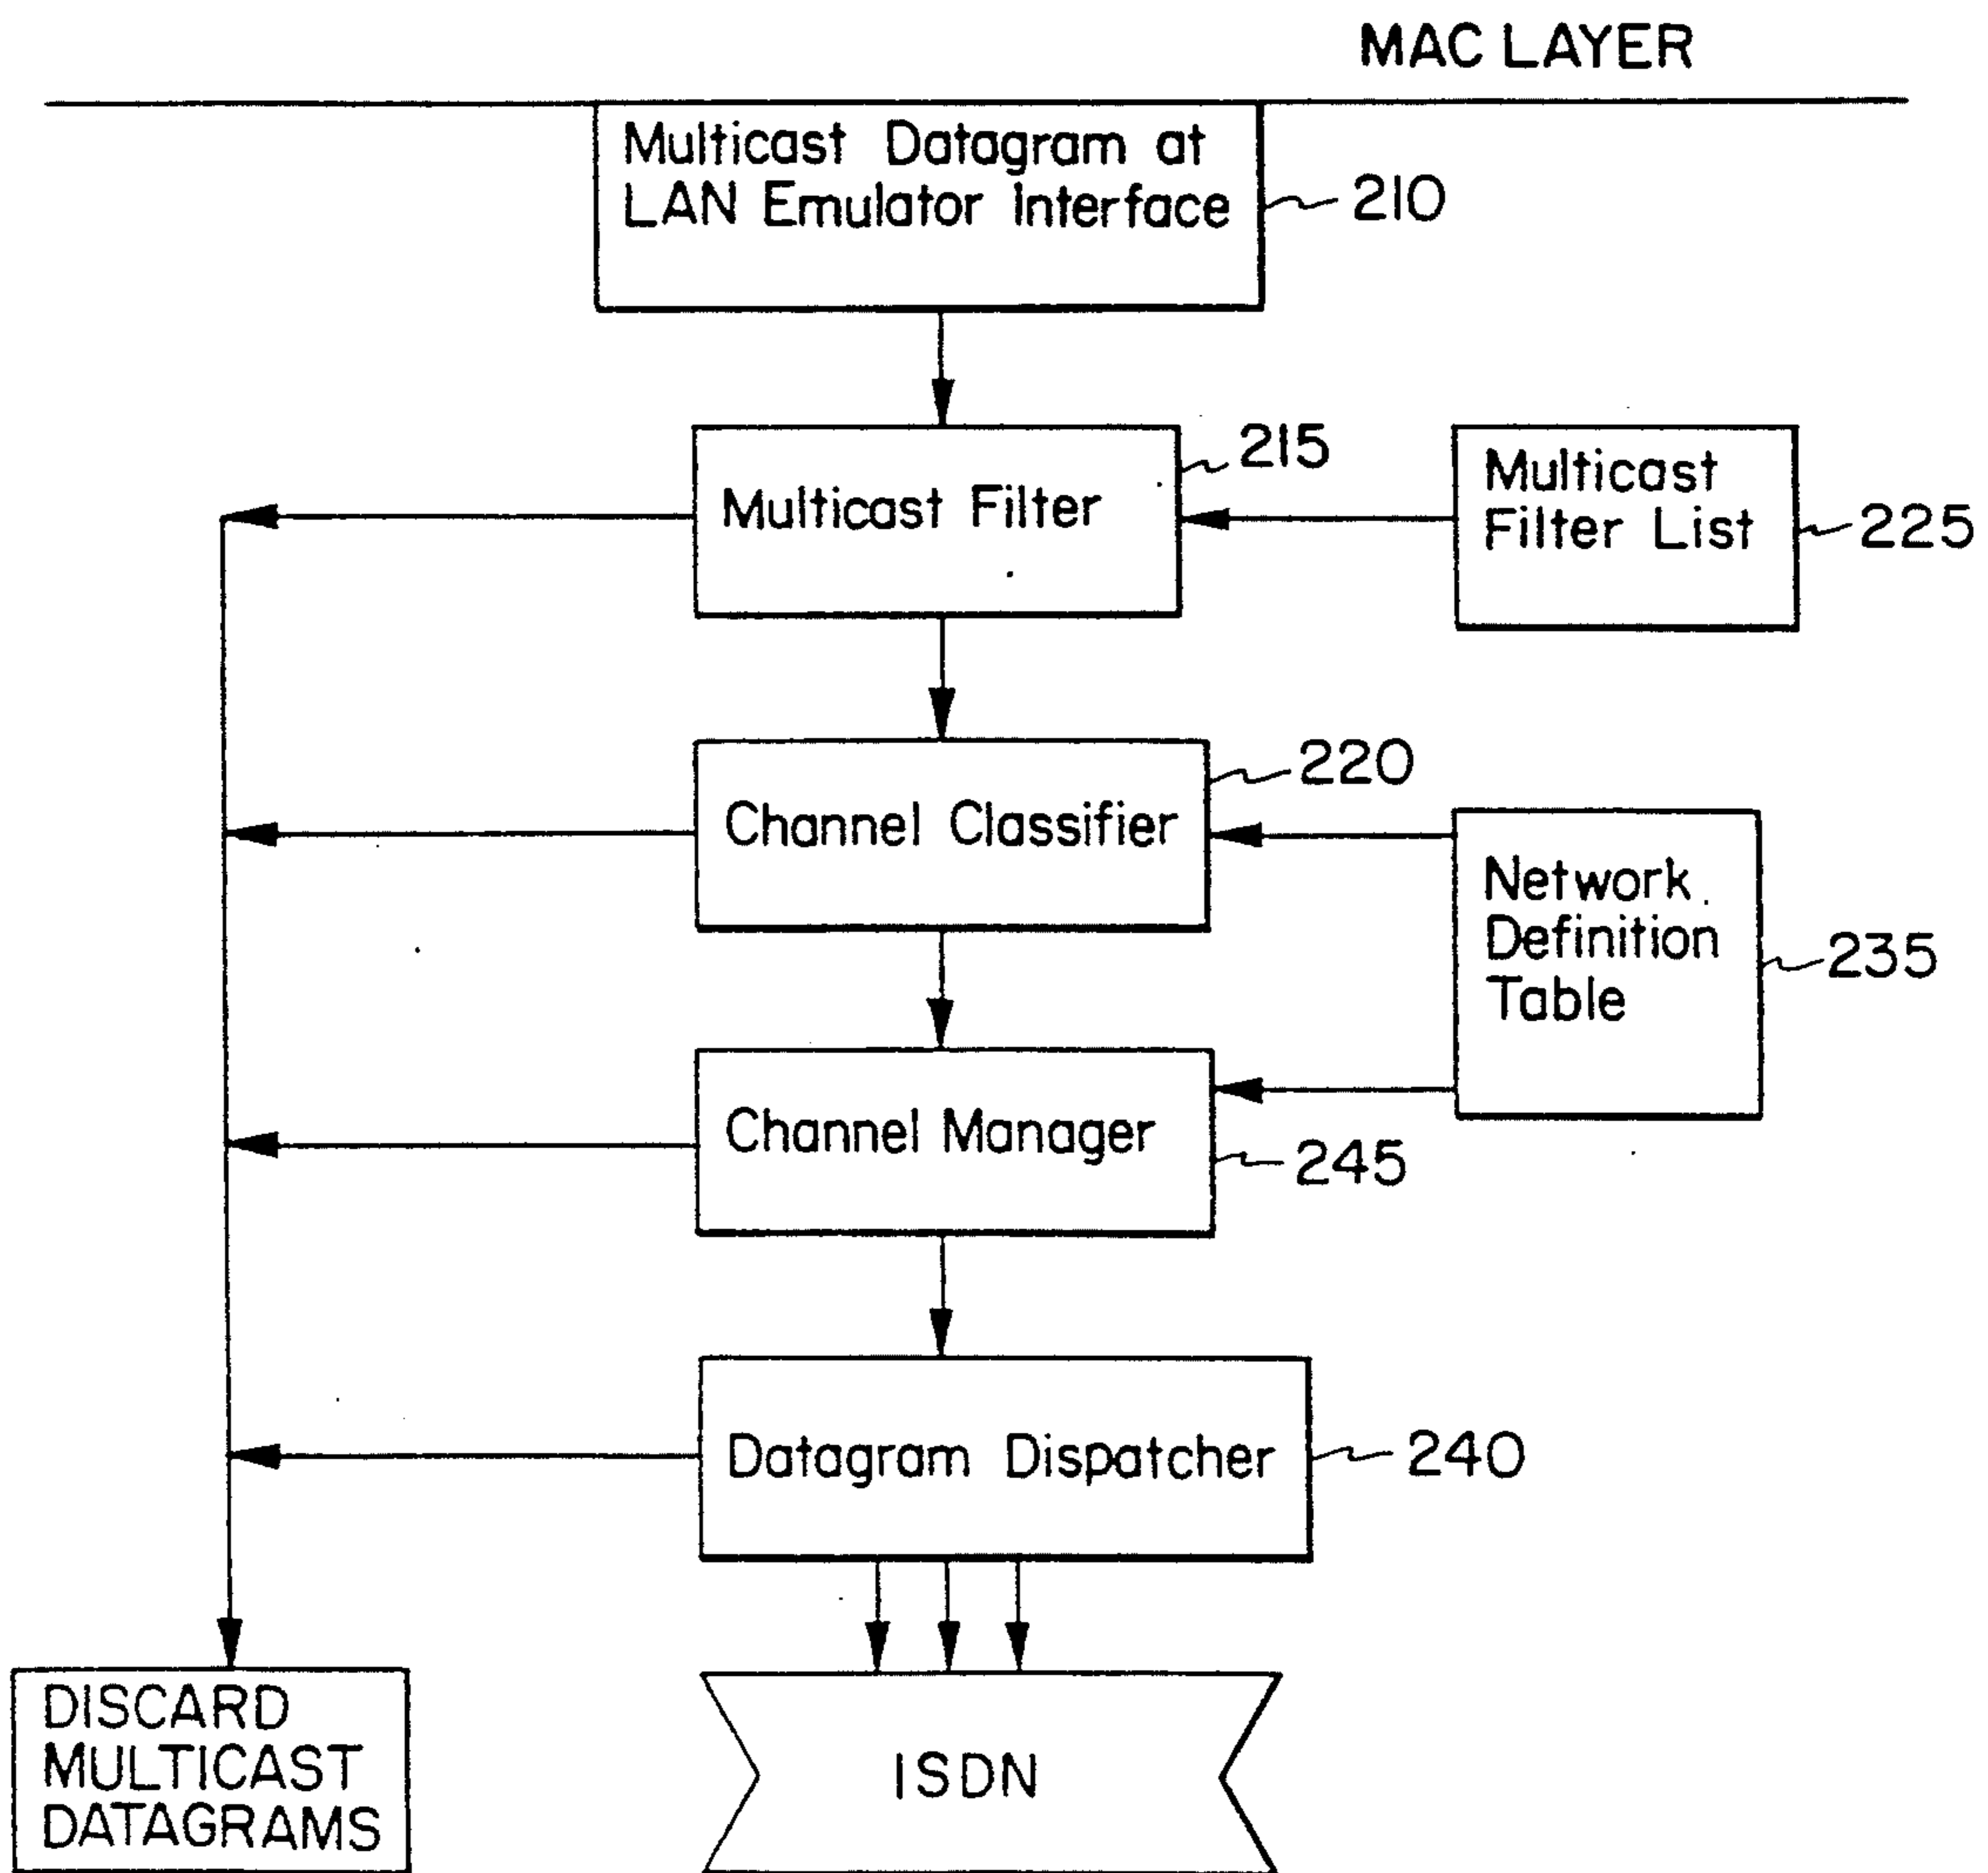 MAC LAYER
Multicast Datagram at
LAN Emulator Interface
210
Multicast Filter
215
Multicast
Filter List
225
Channel Classifier
220
Network
Definition
Table
235
Channel Manager
245
Datagram Dispatcher
240
DISCARD
MULTICAST
DATAGRAMS
ISDN